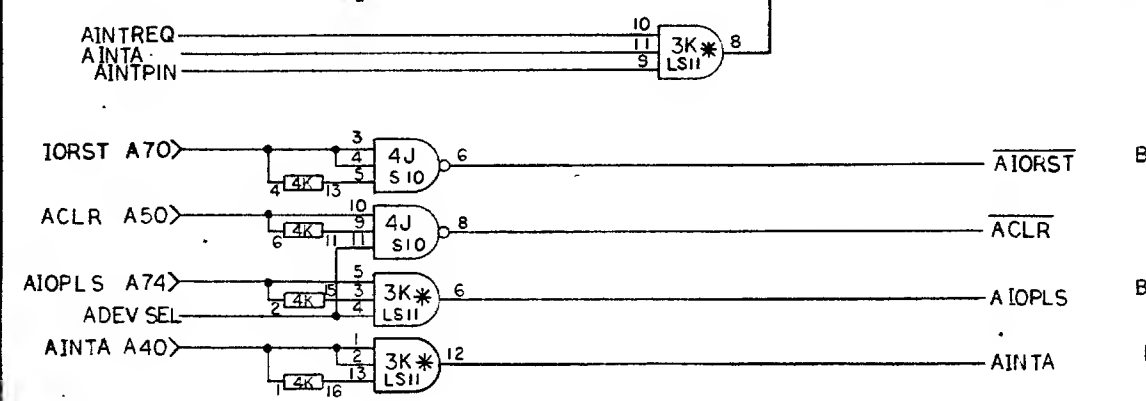 AINTREQ 10
AINTA 11 3K* 8
AINTPIN 9 LS11
IORST A70 3 4J 6 AIORST B
4 S10
4 4K 13 5
ACLR A50 10 4J 8 ACLR
6 4K 11 9 S10
11
AIOPLS A74 5 3K* 6 AIOPLS B
2 4K 15 3 LS11
ADEV SEL 4
AINTA A40 1 3K* 12 AINTA
2 LS11
1 4K 16 13